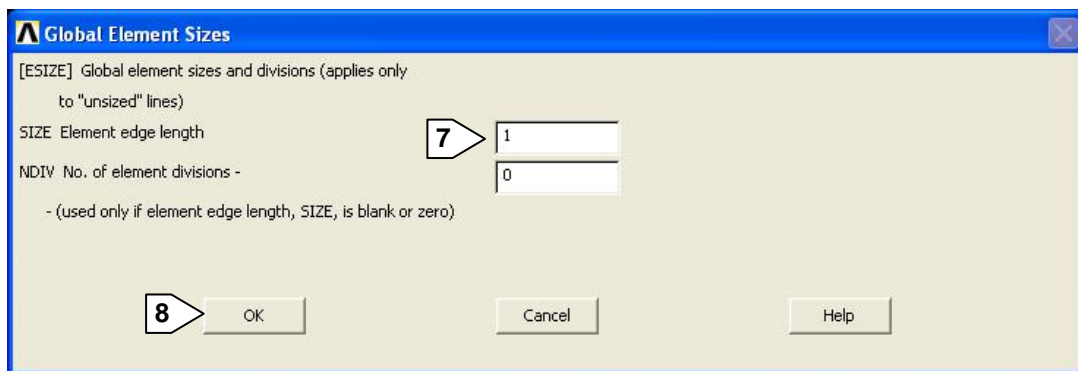 Global Element Sizes
[ESIZE] Global element sizes and divisions (applies only
to "unsized" lines)
SIZE Element edge length
7
1
NDIV No. of element divisions -
0
- (used only if element edge length, SIZE, is blank or zero)
8
OK
Cancel
Help